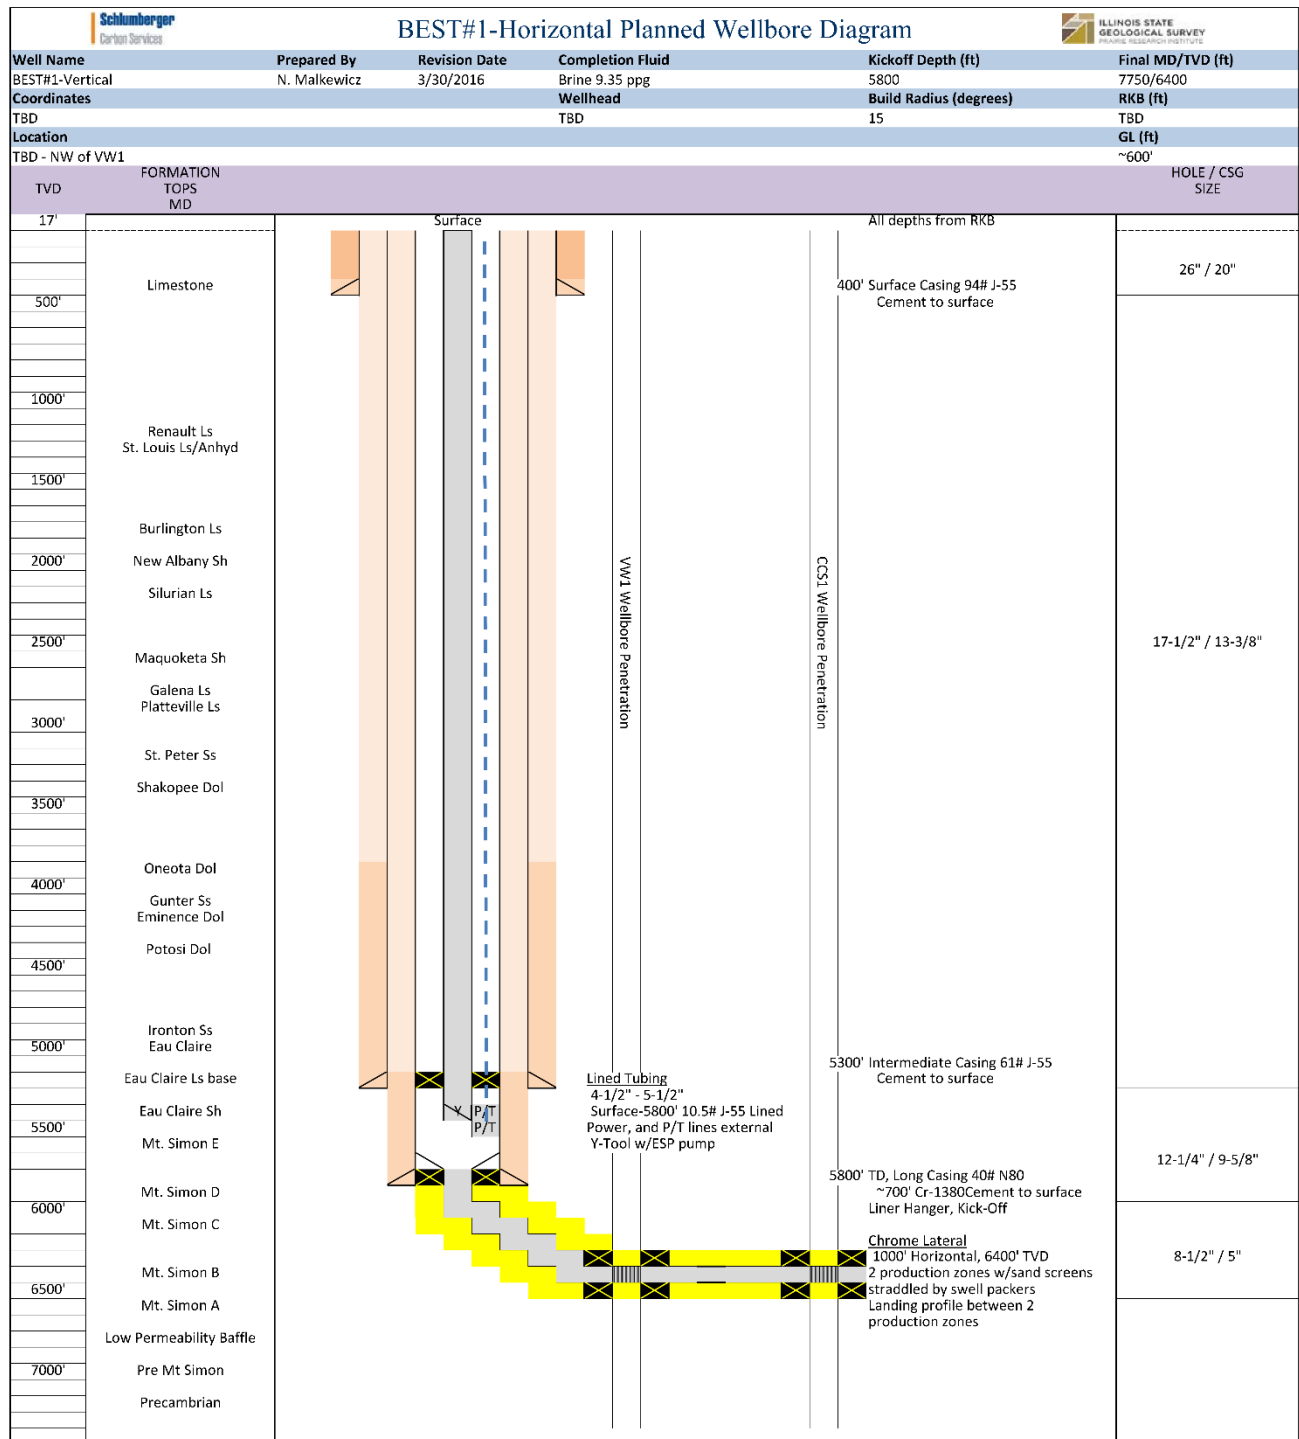 Schlumberger
Carbon Services
BEST#1-Horizontal Planned Wellbore Diagram
ILLINOIS STATE
GEOLOGICAL SURVEY
PRAIRIE RESEARCH INSTITUTE
Well Name Prepared By Revision Date Completion Fluid Kickoff Depth (ft) Final MD/TVD (ft)
BEST#1-Vertical N. Malkewicz 3/30/2016 Brine 9.35 ppg 5800 7750/6400
Coordinates Wellhead Build Radius (degrees) RKB (ft)
TBD TBD 15 TBD
Location GL (ft)
TBD - NW of VW1 ~600'
TVD
FORMATION
TOPS
MD
HOLE / CSG
SIZE
17' Surface All depths from RKB
26" / 20"
Limestone 400' Surface Casing 94# J-55
500' Cement to surface
1000'
Renault Ls
St. Louis Ls/Anhyd
1500'
Burlington Ls
2000' New Albany Sh
VW1 Wellbore Penetration
CCS1 Wellbore Penetration
Silurian Ls
2500' 17-1/2" / 13-3/8"
Maquoketa Sh
Galena Ls
Platteville Ls
3000'
St. Peter Ss
Shakopee Dol
3500'
Oneota Dol
4000'
Gunter Ss
Eminence Dol
Potosi Dol
4500'
Ironton Ss
5000' Eau Claire
5300' Intermediate Casing 61# J-55
Eau Claire Ls base Lined Tubing Cement to surface
4-1/2" - 5-1/2"
Eau Claire Sh Y P/T Surface-5800' 10.5# J-55 Lined
5500' P/T Power, and P/T lines external
Mt. Simon E Y-Tool w/ESP pump
12-1/4" / 9-5/8"
5800' TD, Long Casing 40# N80
Mt. Simon D ~700' Cr-1380Cement to surface
6000' Liner Hanger, Kick-Off
Mt. Simon C
Chrome Lateral
1000' Horizontal, 6400' TVD 8-1/2" / 5"
Mt. Simon B 2 production zones w/sand screens
6500' straddled by swell packers
Mt. Simon A Landing profile between 2
production zones
Low Permeability Baffle
7000' Pre Mt Simon
Precambrian